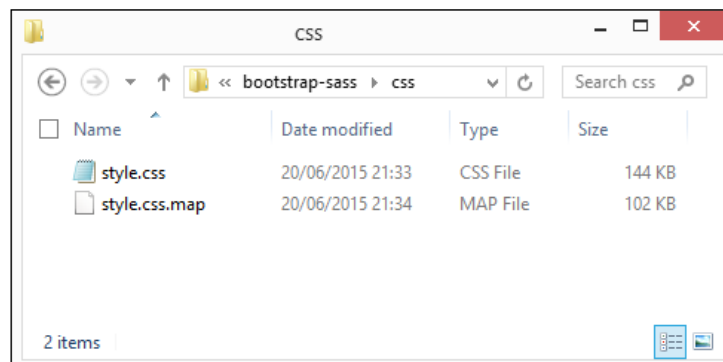 css
« bootstrap-sass css Search css
Name Date modified Type Size
style.css 20/06/2015 21:33 CSS File 144 KB
style.css.map 20/06/2015 21:34 MAP File 102 KB
2 items